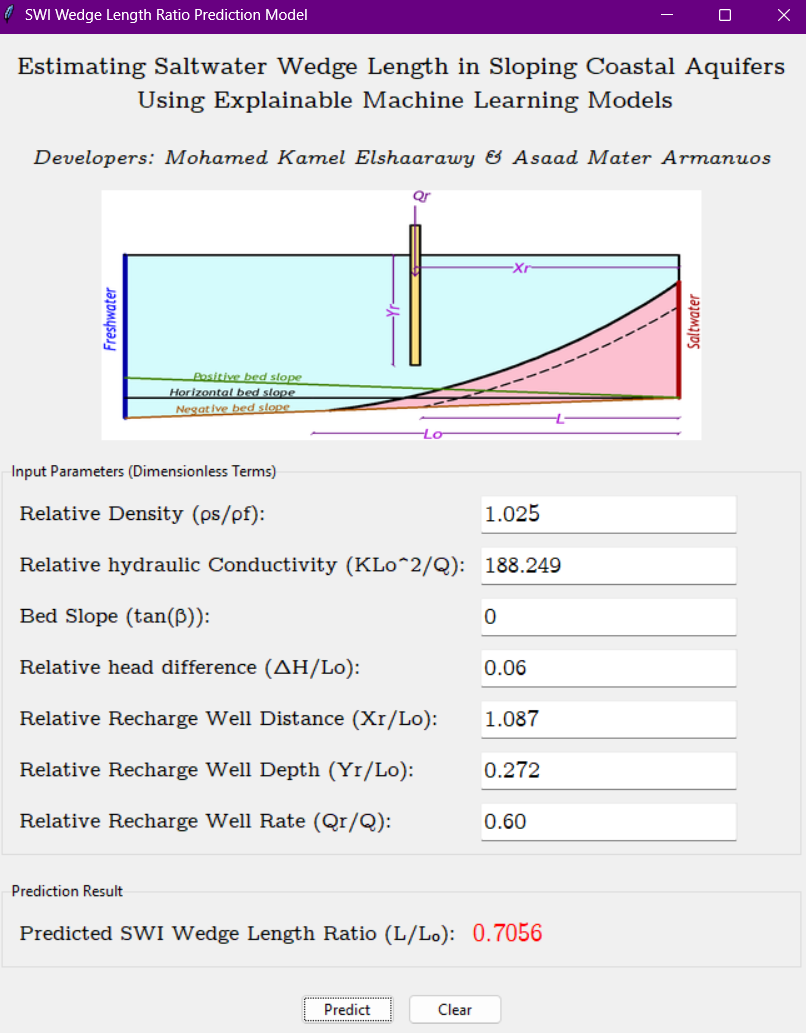 SWI Wedge Length Ratio Prediction Model
Estimating Saltwater Wedge Length in Sloping Coastal Aquifers
Using Explainable Machine Learning Models
Developers: Mohamed Kamel Elshaarawy & Asaad Mater Armanuos
Qr
Xr
Yr
Freshwater
Saltwater
Positive bed slope
Horizontal bed slope
Negative bed slope
L
Lo
Input Parameters (Dimensionless Terms)
Relative Density (ρs/ρf): 1.025
Relative hydraulic Conductivity (KLo^2/Q): 188.249
Bed Slope (tan(β)): 0
Relative head difference (ΔH/Lo): 0.06
Relative Recharge Well Distance (Xr/Lo): 1.087
Relative Recharge Well Depth (Yr/Lo): 0.272
Relative Recharge Well Rate (Qr/Q): 0.60
Prediction Result
Predicted SWI Wedge Length Ratio (L/L₀): 0.7056
Predict Clear